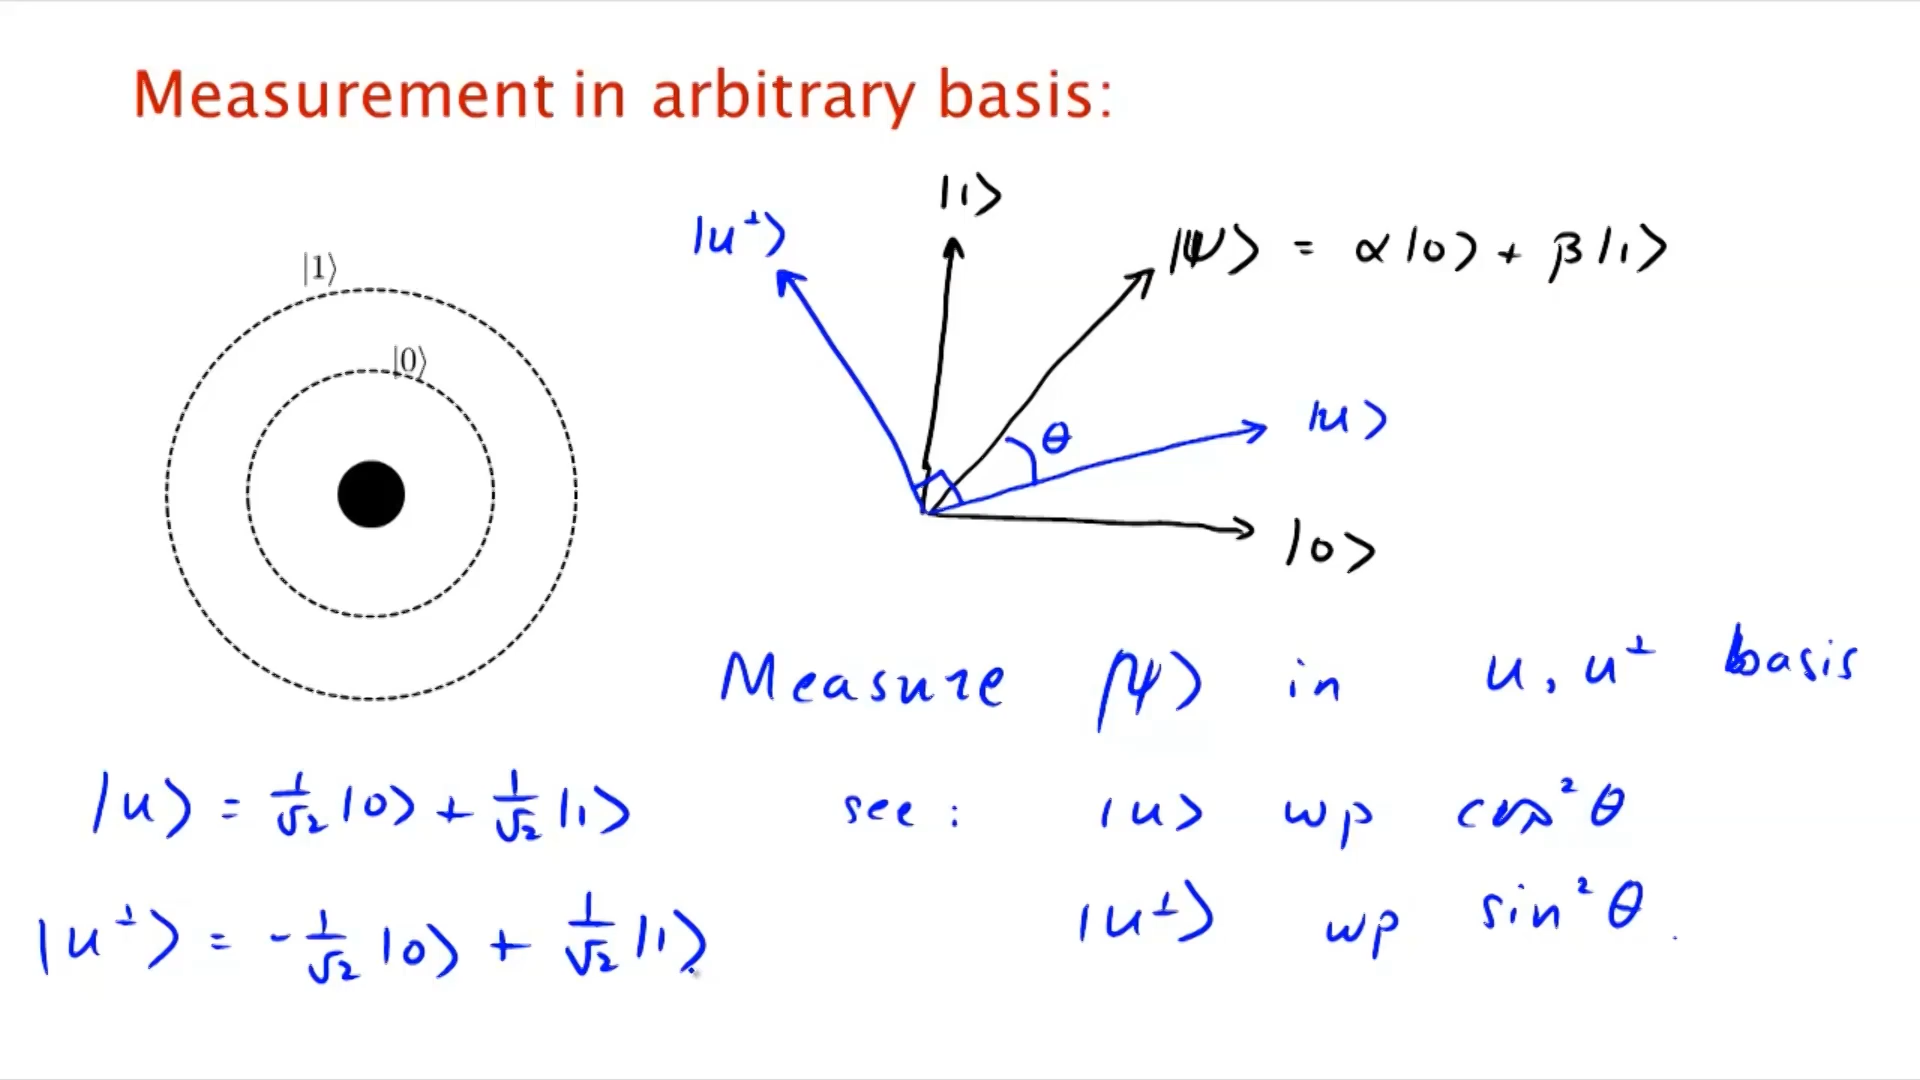 Measurement in arbitrary basis:
|1⟩
|0⟩
|u⊥⟩
|1⟩
|ψ⟩ = α|0⟩ + β|1⟩
θ
|u⟩
|0⟩
Measure |ψ⟩ in u, u⊥ basis
|u⟩ = 1/√2 |0⟩ + 1/√2 |1⟩
|u⊥⟩ = -1/√2 |0⟩ + 1/√2 |1⟩
see: |u⟩ wp cos²θ
|u⊥⟩ wp sin²θ.